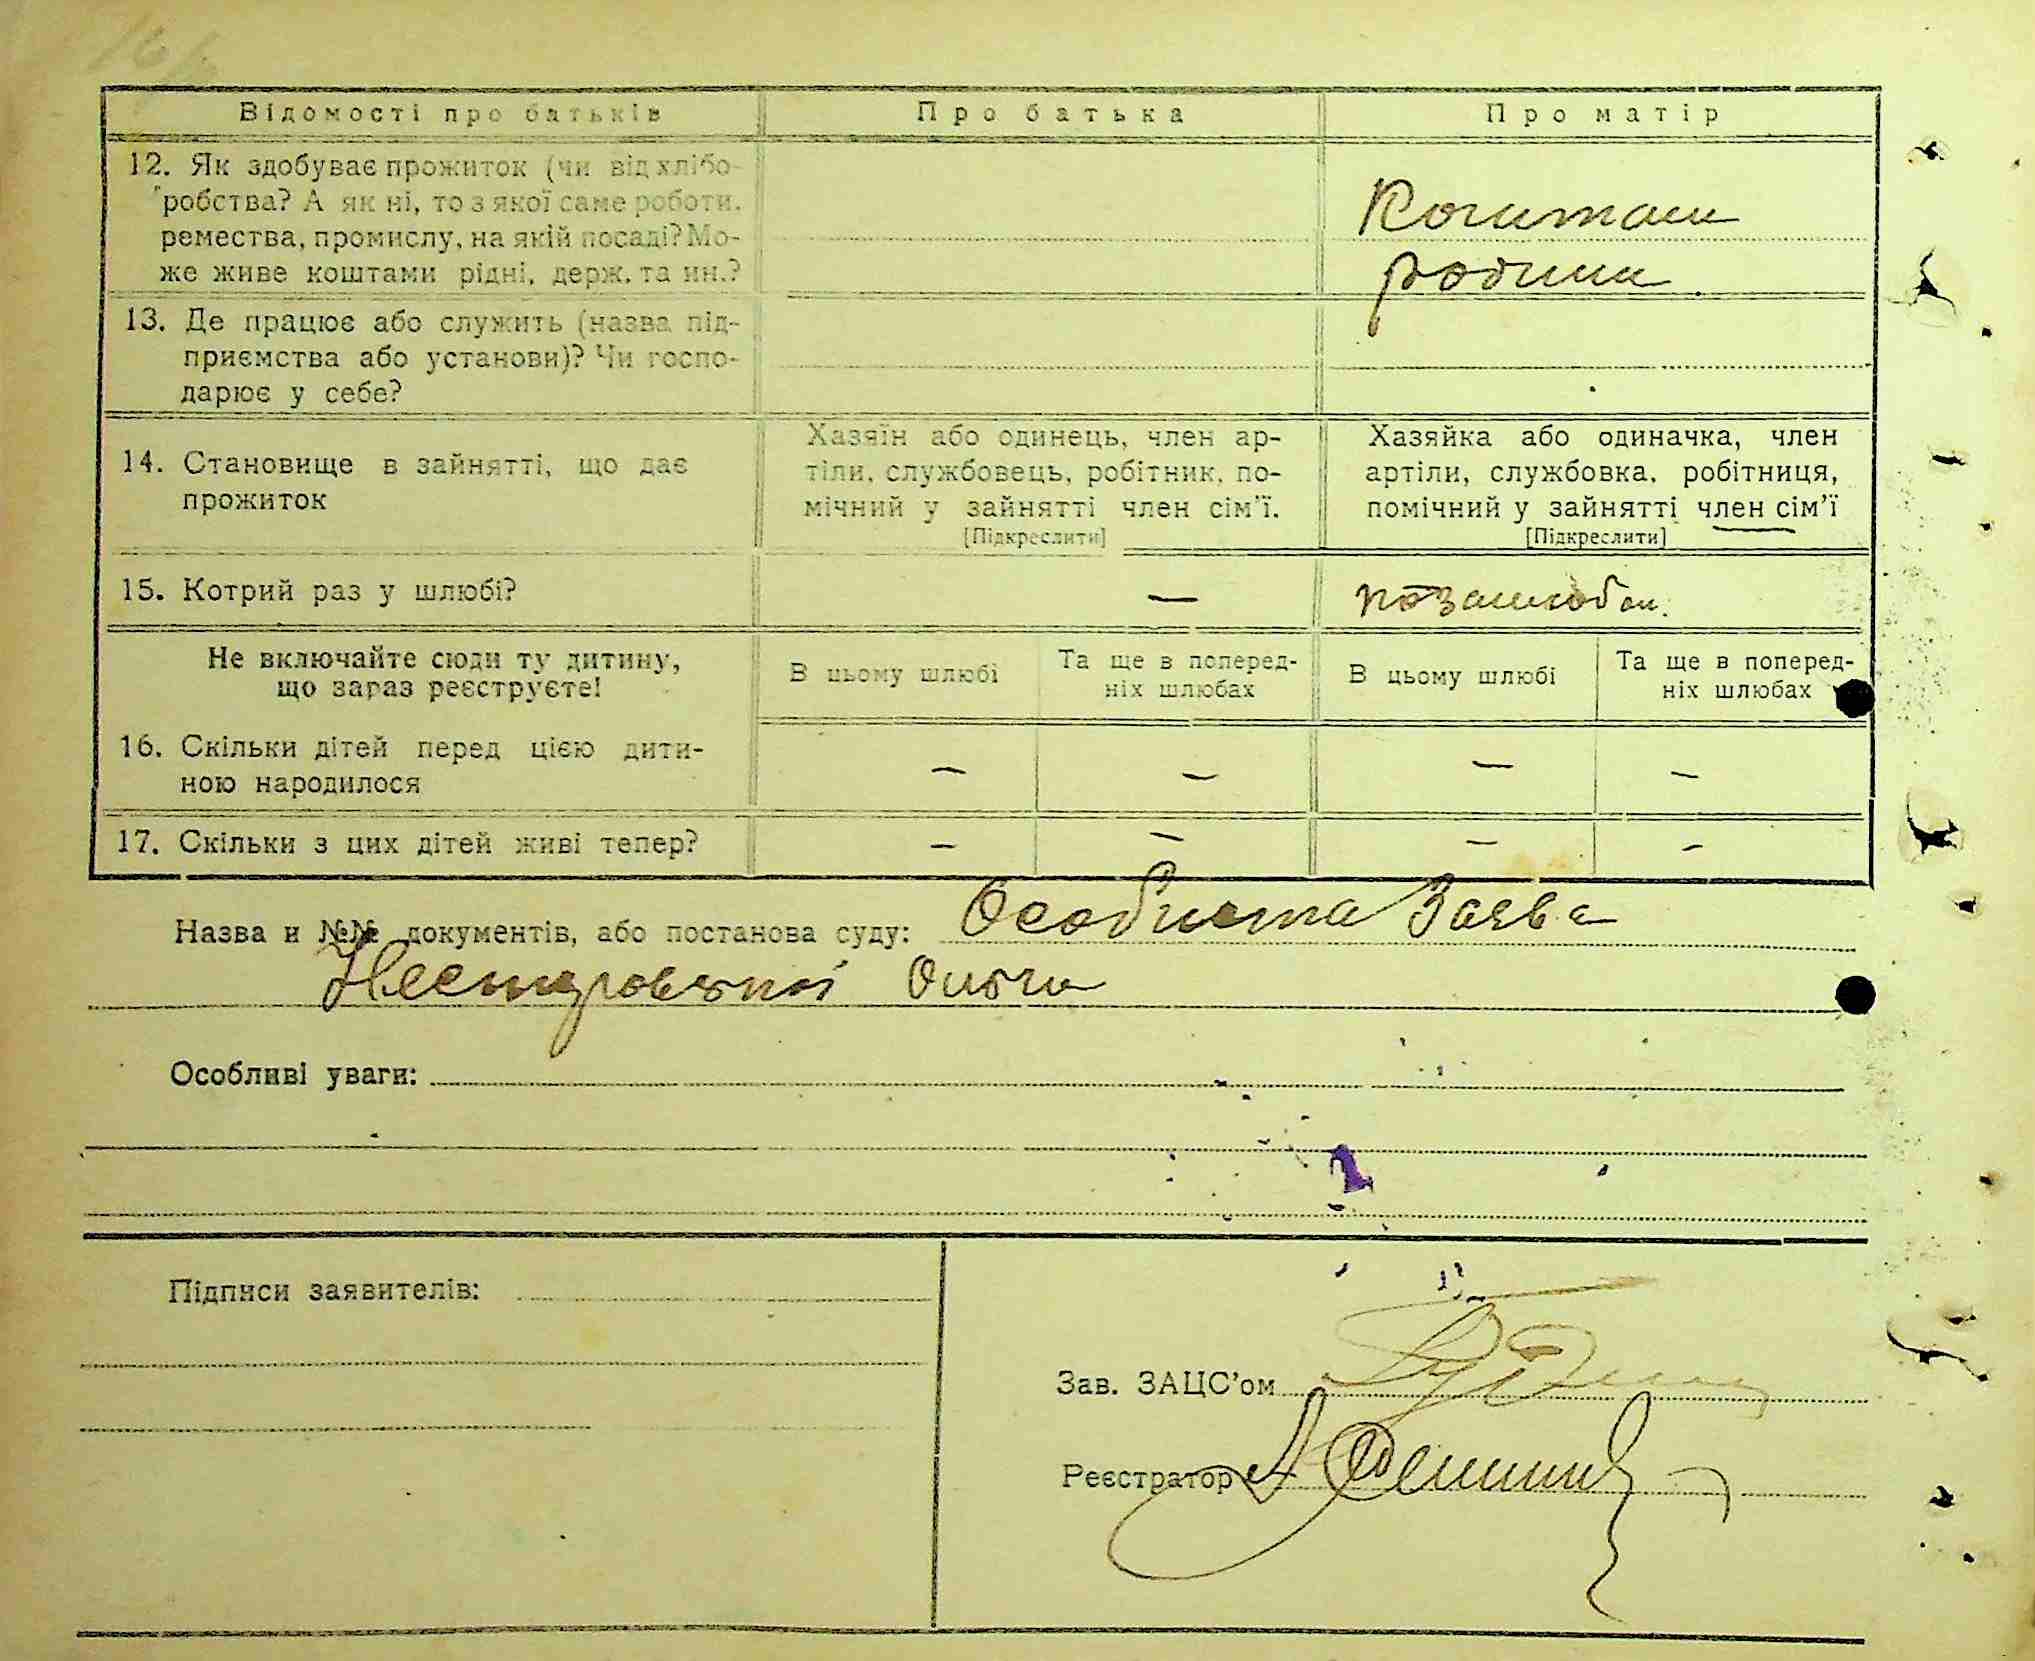 Відомості про батьків
Про батька
Про матір
12. Як здобуває прожиток (чи від хлібо-
робства? А як ні, то з якої саме роботи,
ремества, промислу, на якій посаді? Мо-
же живе коштами рідні, держ. та ин.?
Коштами
родини
13. Де працює або служить (назва під-
приємства або установи)? Чи госпо-
дарює у себе?
14. Становище в зайнятті, що дає
прожиток
Хазяїн або одинець, член ар-
тіли, службовець, робітник, по-
мічний у зайнятті член сім'ї.
[Підкреслити]
Хазяйка або одиначка, член
артіли, службовка, робітниця,
помічний у зайнятті член сім'ї
[Підкреслити]
15. Котрий раз у шлюбі?
—
Не включайте сюди ту дитину,
що зараз реєструєте!
В цьому шлюбі
Та ще в поперед-
ніх шлюбах
В цьому шлюбі
Та ще в поперед-
ніх шлюбах
16. Скільки дітей перед цією дити-
ною народилося
— — — —
17. Скільки з цих дітей живі тепер?
— — — —
Назва и №№ документів, або постанова суду: Особиста Заява
Ольги
Особливі уваги:
Підписи заявителів:
Зав. ЗАЦС'ом
Реєстратор